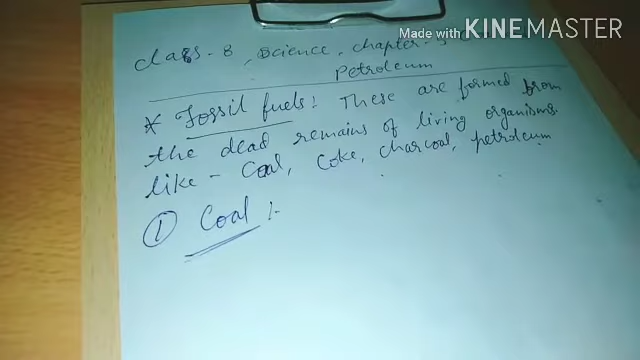 Made with KINEMASTER
Class - 8, Science, chapter - 5
Petroleum
* Fossil fuels: These are formed from
the dead remains of living organisms.
like - Coal, Coke, charcoal, petroleum
① Coal :-